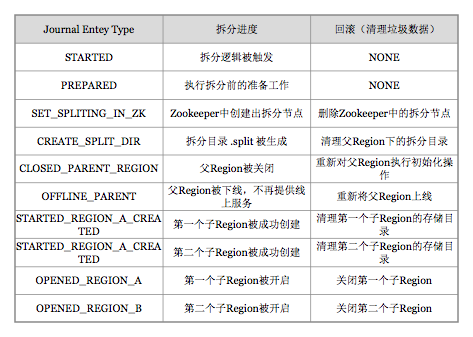 Journal Entey Type 拆分进度 回滚（清理垃圾数据）
STARTED 拆分逻辑被触发 NONE
PREPARED 执行拆分前的准备工作 NONE
SET_SPLITING_IN_ZK Zookeeper中创建出拆分节点 删除Zookeeper中的拆分节点
CREATE_SPLIT_DIR 拆分目录 .split 被生成 清理父Region下的拆分目录
CLOSED_PARENT_REGION 父Region被关闭 重新对父Region执行初始化操
作
OFFLINE_PARENT 父Region被下线，不再提供线
上服务 重新将父Region上线
STARTED_REGION_A_CREA
TED 第一个子Region被成功创建 清理第一个子Region的存储目
录
STARTED_REGION_A_CREA
TED 第二个子Region被成功创建 清理第二个子Region的存储目
录
OPENED_REGION_A 第一个子Region被开启 关闭第一个子Region
OPENED_REGION_B 第二个子Region被开启 关闭第二个子Region